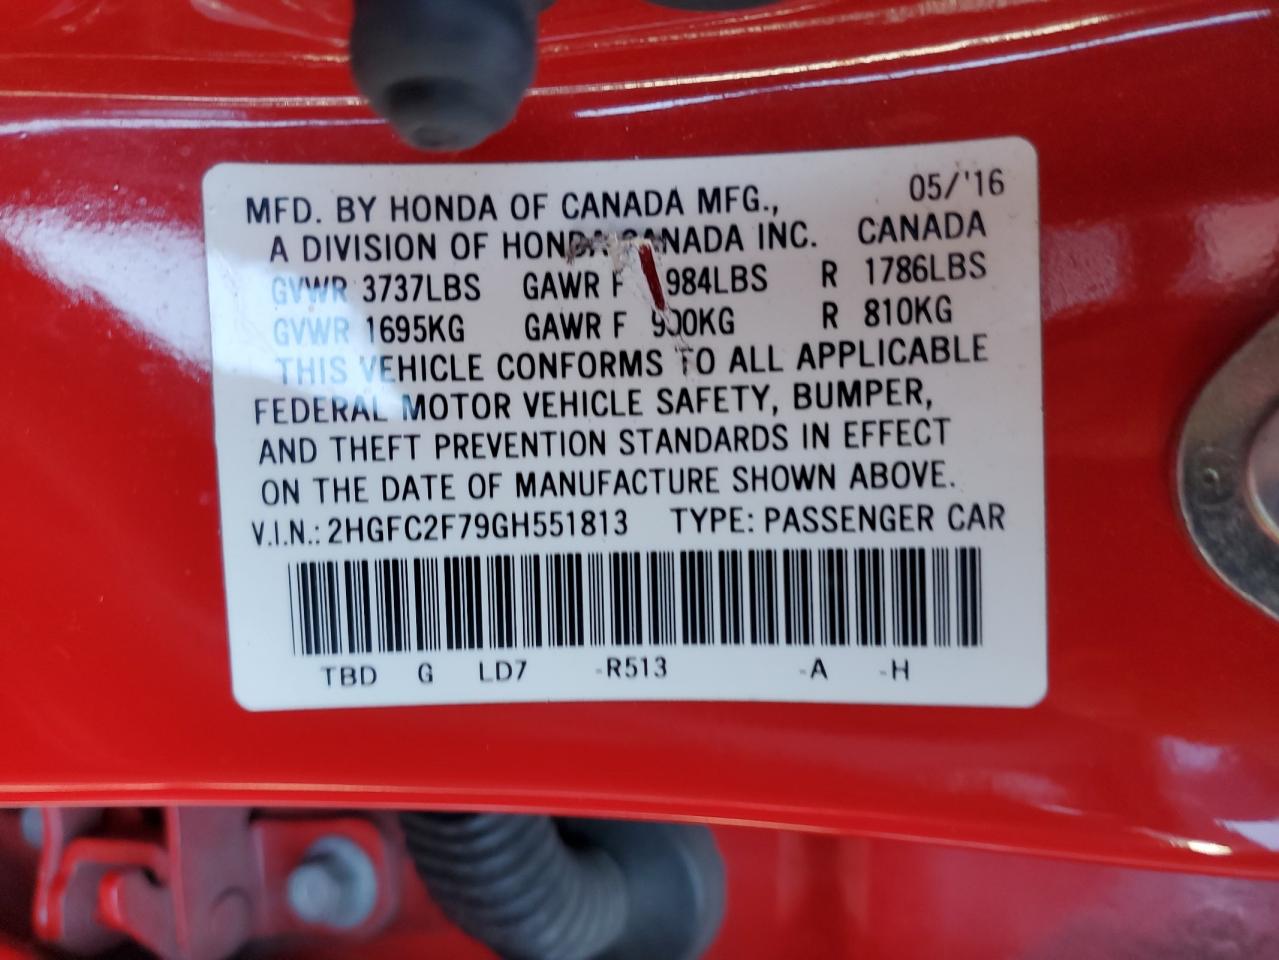 MFD. BY HONDA OF CANADA MFG., 05/'16
A DIVISION OF HONDA CANADA INC. CANADA
GVWR 3737LBS GAWR F R 1786LBS
GVWR 1695KG GAWR F 900KG R 810KG
THIS VEHICLE CONFORMS TO ALL APPLICABLE
FEDERAL MOTOR VEHICLE SAFETY, BUMPER,
AND THEFT PREVENTION STANDARDS IN EFFECT
ON THE DATE OF MANUFACTURE SHOWN ABOVE.
V.I.N.: 2HGFC2F79GH551813 TYPE: PASSENGER CAR
TBD G LD7 -R513 -A -H